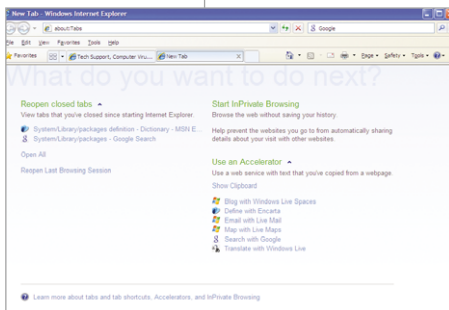 New Tab - Windows Internet Explorer
about:Tabs
Google
File Edit View Favorites Tools Help
Favorites
Tech Support, Computer Viru...
New Tab
Page Safety Tools
What do you want to do next?
Reopen closed tabs
View tabs that you've closed since starting Internet Explorer.
System/Library/packages definition - Dictionary - MSN E...
System/Library/packages - Google Search
Open All
Reopen Last Browsing Session
Start InPrivate Browsing
Browse the web without saving your history.
Help prevent the websites you go to from automatically sharing
details about your visit with other websites.
Use an Accelerator
Use a web service with text that you've copied from a webpage.
Show Clipboard
Blog with Windows Live Spaces
Define with Encarta
Email with Live Mail
Map with Live Maps
Search with Google
Translate with Windows Live
Learn more about tabs and tab shortcuts, Accelerators, and InPrivate Browsing